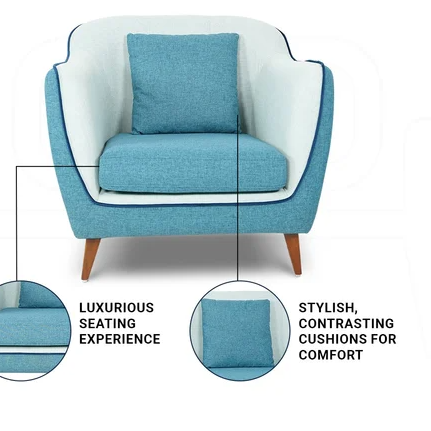 LUXURIOUS
SEATING
EXPERIENCE
STYLISH,
CONTRASTING
CUSHIONS FOR
COMFORT